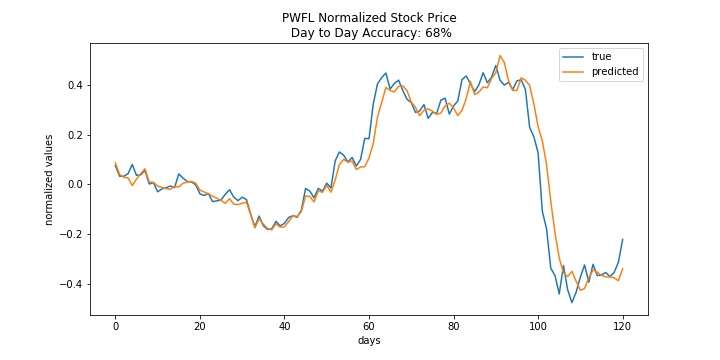 PWFL Normalized Stock Price
Day to Day Accuracy: 68%
true
predicted
normalized values
0.4
0.2
0.0
−0.2
−0.4
0
20
40
60
80
100
120
days